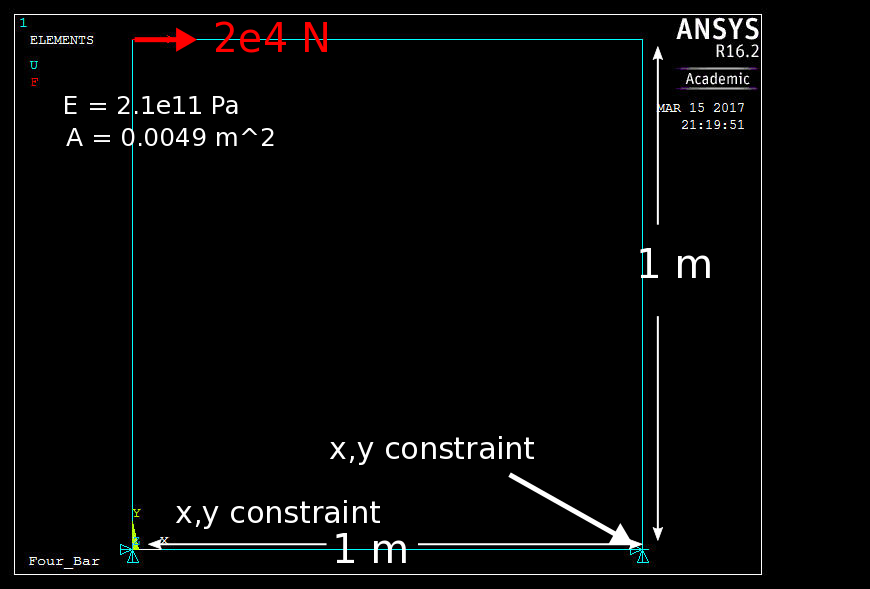 1
ANSYS
R16.2
Academic
ELEMENTS
2e4 N
U
F
E = 2.1e11 Pa
A = 0.0049 m^2
MAR 15 2017
21:19:51
1 m
x,y constraint
x,y constraint
Y
X
1 m
Four_Bar